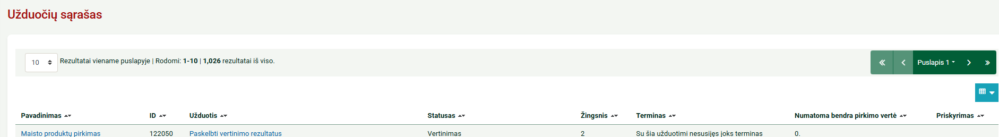 Užduočių sąrašas
10 Rezultatai viename puslapyje | Rodomi: 1-10 | 1,026 rezultatai iš viso. Puslapis 1
Pavadinimas ID Užduotis Statusas Žingsnis Terminas Numatoma bendra pirkimo vertė Priskyrimas
Maisto produktų pirkimas 122050 Paskelbti vertinimo rezultatus Vertinimas 2 Su šia užduotimi nesusijęs joks terminas 0.